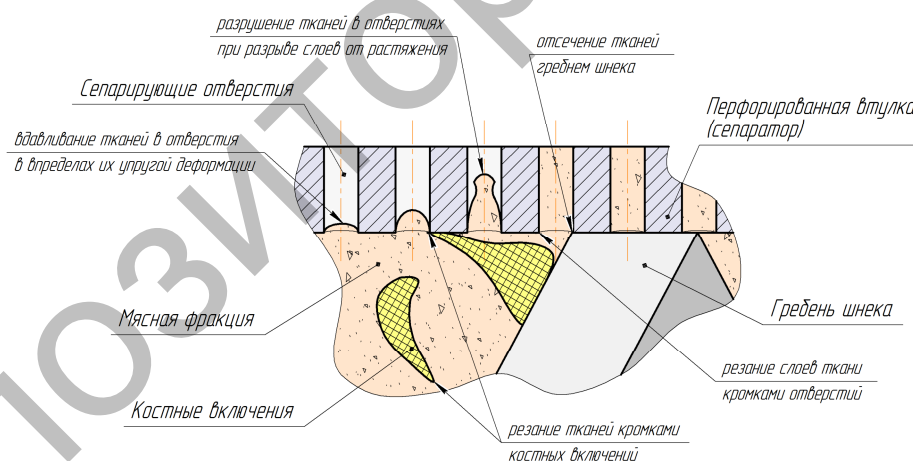 разрушение тканей в отверстиях
при разрыве слоев от растяжения
отсечение тканей
гребнем шнека
Сепарирующие отверстия
Перфорированная втулка
(сепаратор)
вдавливание тканей в отверстия
в впределах их упругой деформации
Мясная фракция
Гребень шнека
Костные включения
резание слоев ткани
кромками отверстий
резание тканей кромками
костных включений
ЮЗИТОР